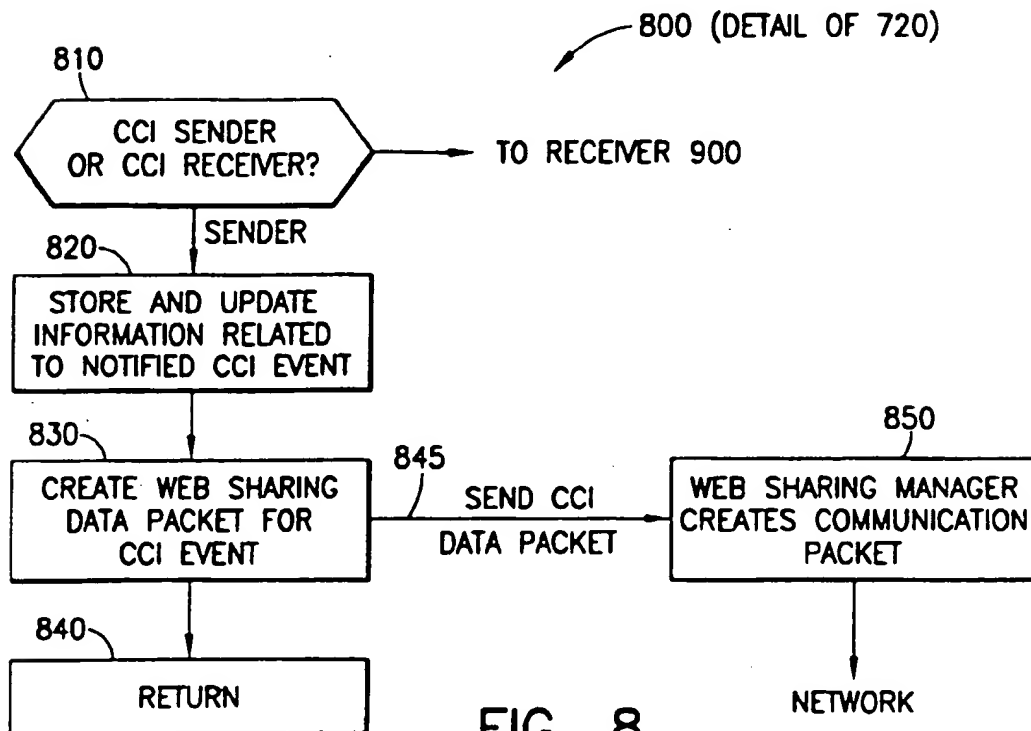 800 (DETAIL OF 720)
810
CCI SENDER
OR CCI RECEIVER?
TO RECEIVER 900
SENDER
820
STORE AND UPDATE
INFORMATION RELATED
TO NOTIFIED CCI EVENT
830
CREATE WEB SHARING
DATA PACKET FOR
CCI EVENT
845
SEND CCI
DATA PACKET
850
WEB SHARING MANAGER
CREATES COMMUNICATION
PACKET
840
RETURN
NETWORK
FIG. 8